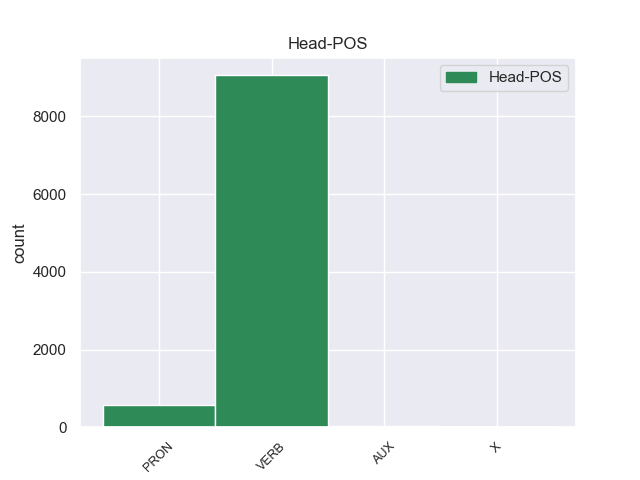 Head-POS
Head-POS
8000
6000
4000
2000
0
count
PRON
VERB
AUX
X